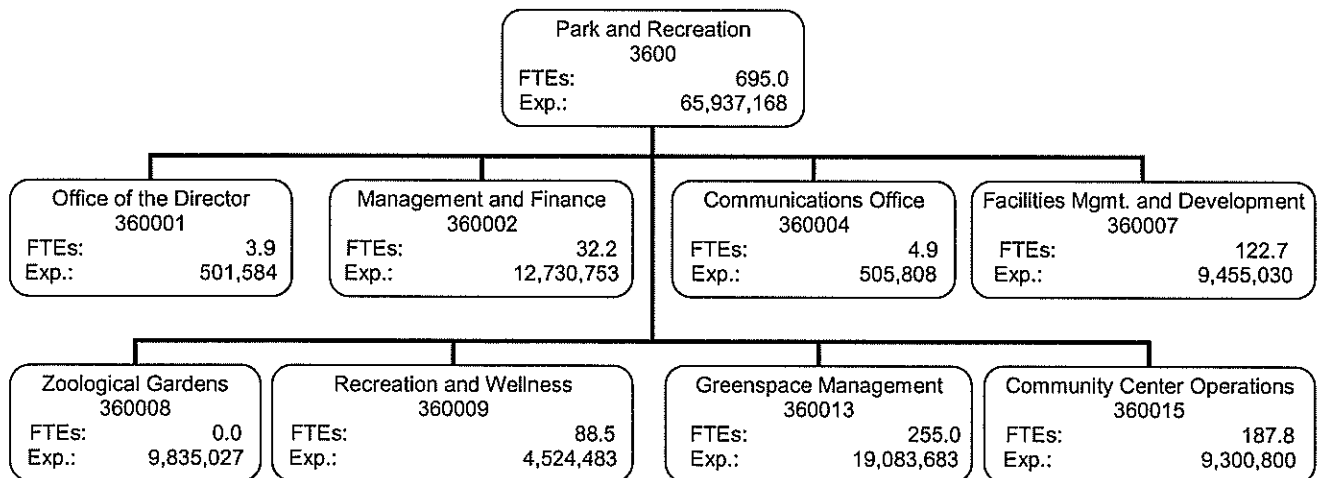 Park and Recreation
3600
FTEs: 695.0
Exp.: 65,937,168
Office of the Director
360001
FTEs: 3.9
Exp.: 501,584
Management and Finance
360002
FTEs: 32.2
Exp.: 12,730,753
Communications Office
360004
FTEs: 4.9
Exp.: 505,808
Facilities Mgmt. and Development
360007
FTEs: 122.7
Exp.: 9,455,030
Zoological Gardens
360008
FTEs: 0.0
Exp.: 9,835,027
Recreation and Wellness
360009
FTEs: 88.5
Exp.: 4,524,483
Greenspace Management
360013
FTEs: 255.0
Exp.: 19,083,683
Community Center Operations
360015
FTEs: 187.8
Exp.: 9,300,800